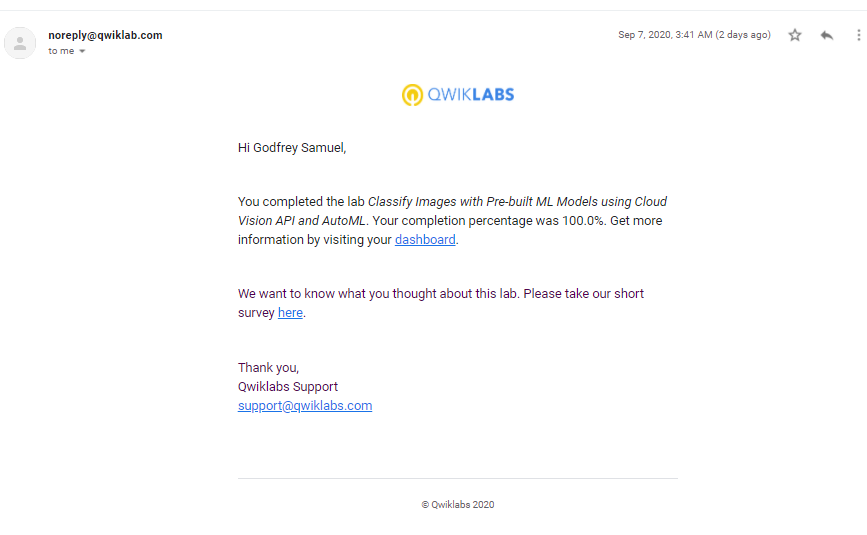 noreply@qwiklab.com
Sep 7, 2020, 3:41 AM (2 days ago)
to me
QWIKLABS
Hi Godfrey Samuel,
You completed the lab Classify Images with Pre-built ML Models using Cloud
Vision API and AutoML. Your completion percentage was 100.0%. Get more
information by visiting your dashboard.
We want to know what you thought about this lab. Please take our short
survey here.
Thank you,
Qwiklabs Support
support@qwiklabs.com
© Qwiklabs 2020